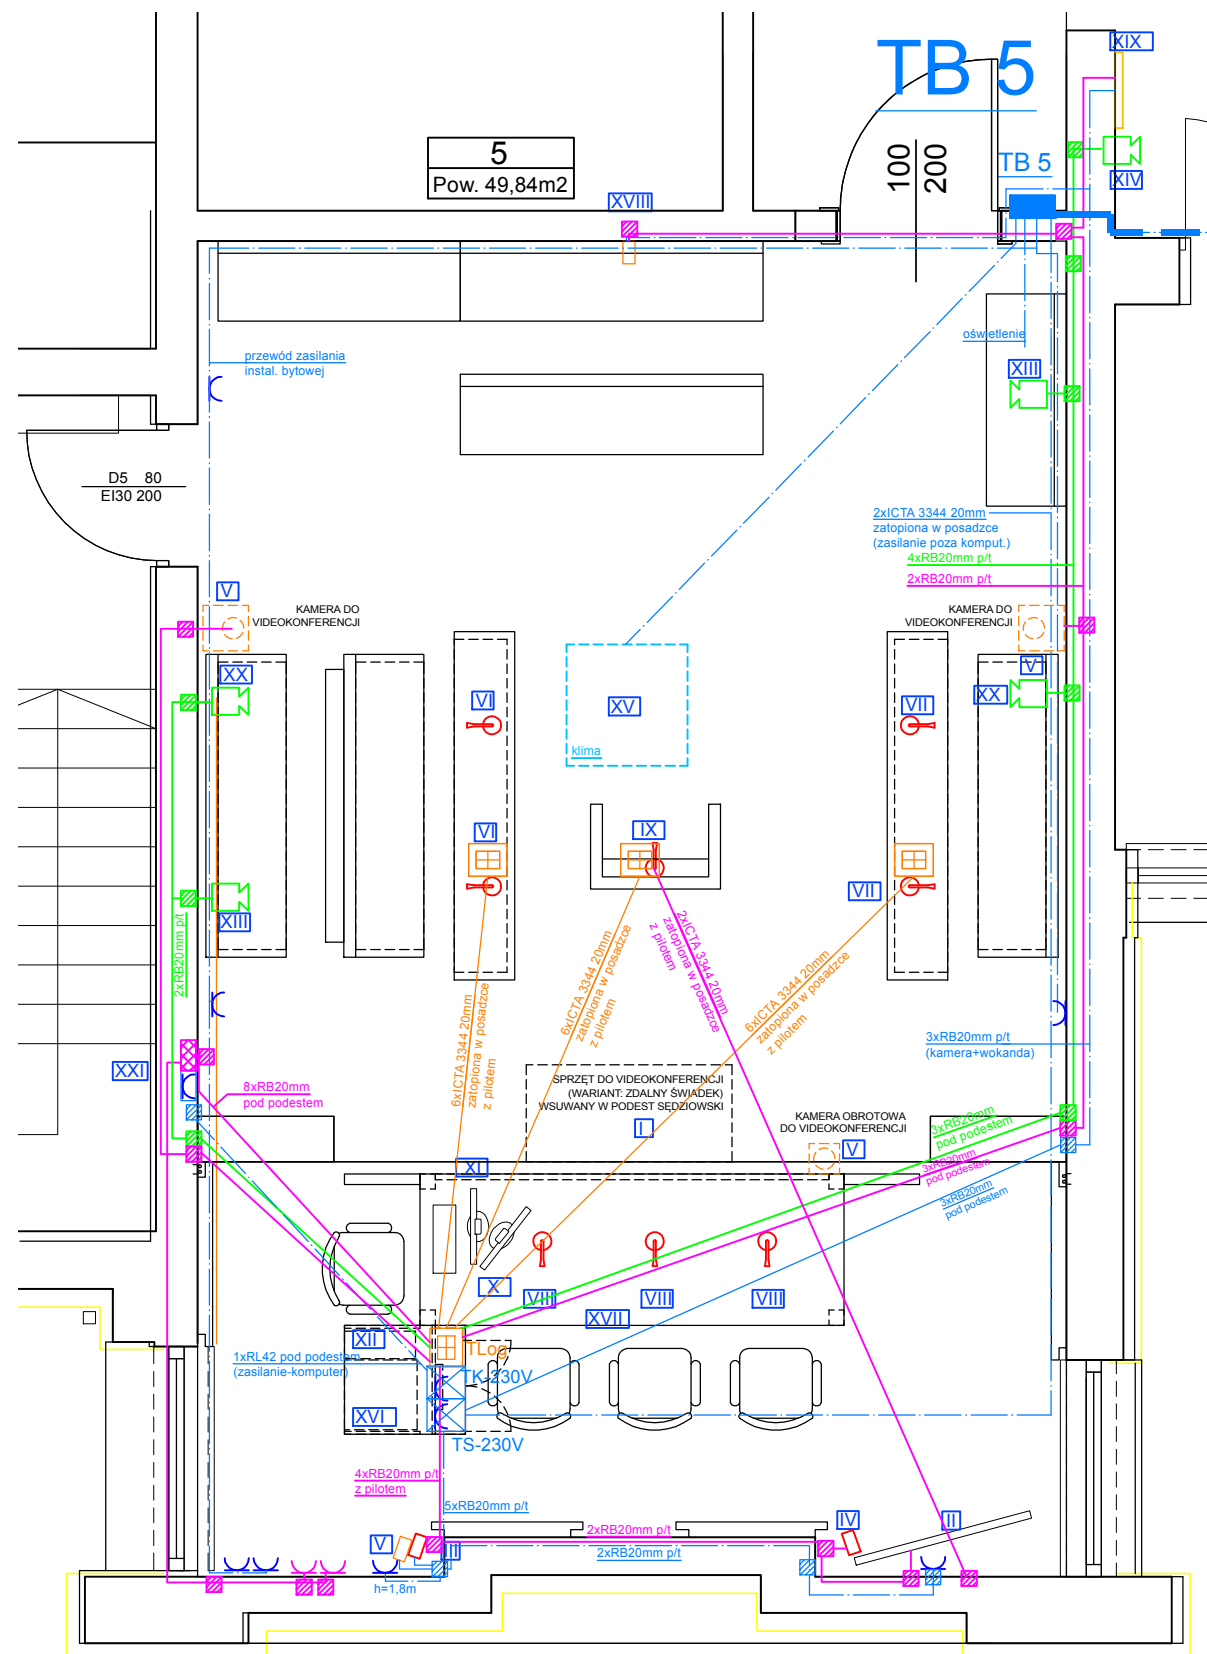 XIX
TB 5
5
Pow. 49,84m2
100
200
TB 5
XIV
XVIII
oświetlenie
przewód zasilania
instal. bytowej
XIII
D5 80
EI30 200
2xICTA 3344 20mm
zatopiona w posadzce
(zasilanie poza komput.)
4xRB20mm p/t
2xRB20mm p/t
V
KAMERA DO
VIDEOKONFERENCJI
KAMERA DO
VIDEOKONFERENCJI
V
XX
XX
VI
XV
VII
klima
VI
IX
VII
XIII
2xRB20mm p/t
6xICTA 3344 20mm
zatopiona w posadzce
z pilotem
6xICTA 3344 20mm
zatopiona w posadzce
z pilotem
2xICTA 3344 20mm
zatopiona w posadzce
z pilotem
6xICTA 3344 20mm
zatopiona w posadzce
z pilotem
3xRB20mm p/t
(kamera+wokanda)
XXI
8xRB20mm
pod podestem
SPRZĘT DO VIDEOKONFERENCJI
(WARIANT: ZDALNY ŚWIADEK)
WSUWANY W PODEST SĘDZIOWSKI
I
KAMERA OBROTOWA
DO VIDEOKONFERENCJI
V
3xRB20mm
pod podestem
3xRB20mm
pod podestem
3xRB20mm
pod podestem
XI
X
VIII
VIII
VIII
XVII
XII
TLog
1xRL42 pod podestem
(zasilanie-komputer)
TK-230V
XVI
TS-230V
4xRB20mm p/t
z pilotem
5xRB20mm p/t
2xRB20mm p/t
2xRB20mm p/t
V
III
IV
II
h=1,8m